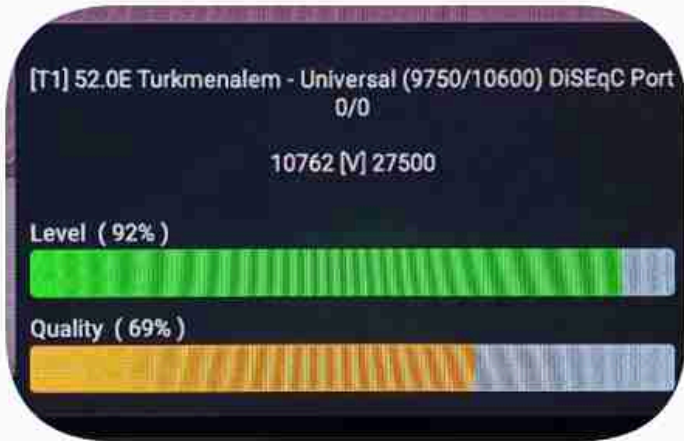 [T1] 52.0E Turkmenalem - Universal (9750/10600) DiSEqC Port
0/0
10762 [V] 27500
Level ( 92% )
Quality ( 69% )